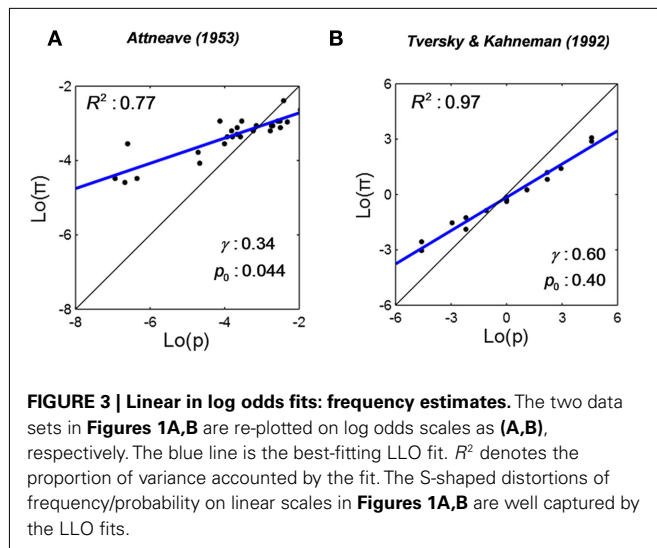 A
Attneave (1953)
B
Tversky & Kahneman (1992)
-2
R² : 0.77
-4
Lo(π)
-6
γ : 0.34
p₀ : 0.044
-8
-8 -6 -4 -2
Lo(p)
6
R² : 0.97
3
Lo(π)
0
-3
γ : 0.60
p₀ : 0.40
-6
-6 -3 0 3 6
Lo(p)
FIGURE 3 | Linear in log odds fits: frequency estimates. The two data
sets in Figures 1A,B are re-plotted on log odds scales as (A,B),
respectively. The blue line is the best-fitting LLO fit. R² denotes the
proportion of variance accounted by the fit. The S-shaped distortions of
frequency/probability on linear scales in Figures 1A,B are well captured by
the LLO fits.